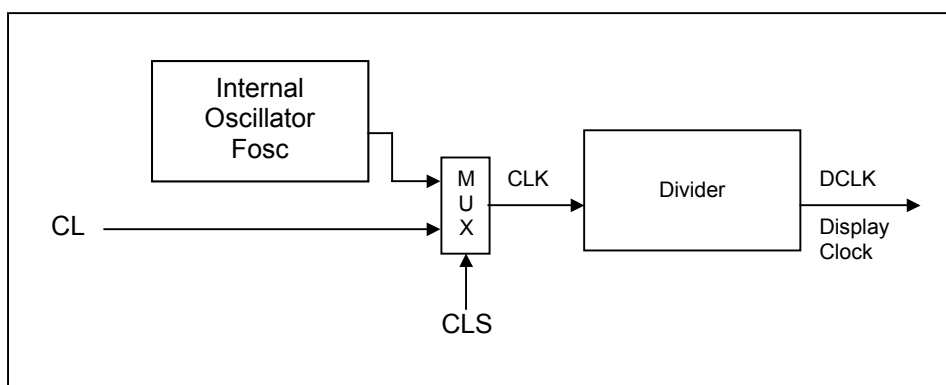 Internal
Oscillator
Fosc
M
U
X
CLK
Divider
DCLK
Display
Clock
CL
CLS